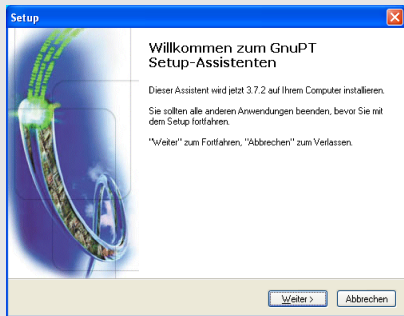 Setup
Willkommen zum GnuPT
Setup-Assistenten
Dieser Assistent wird jetzt 3.7.2 auf Ihrem Computer installieren.
Sie sollten alle anderen Anwendungen beenden, bevor Sie mit
dem Setup fortfahren.
"Weiter" zum Fortfahren, "Abbrechen" zum Verlassen.
Weiter >
Abbrechen